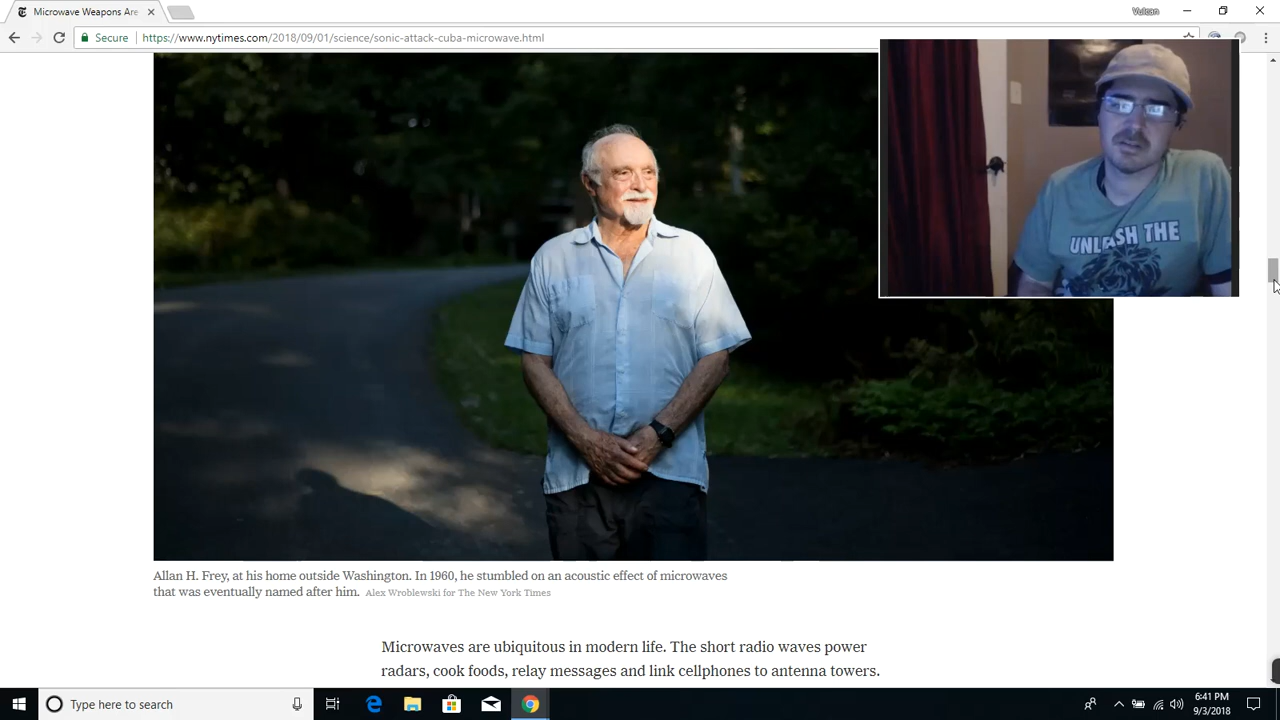 Microwave Weapons Are
Vulcan
Secure
https://www.nytimes.com/2018/09/01/science/sonic-attack-cuba-microwave.html
UNLEASH THE
Allan H. Frey, at his home outside Washington. In 1960, he stumbled on an acoustic effect of microwaves
that was eventually named after him. Alex Wroblewski for The New York Times
Microwaves are ubiquitous in modern life. The short radio waves power
radars, cook foods, relay messages and link cellphones to antenna towers.
Type here to search
6:41 PM
9/3/2018